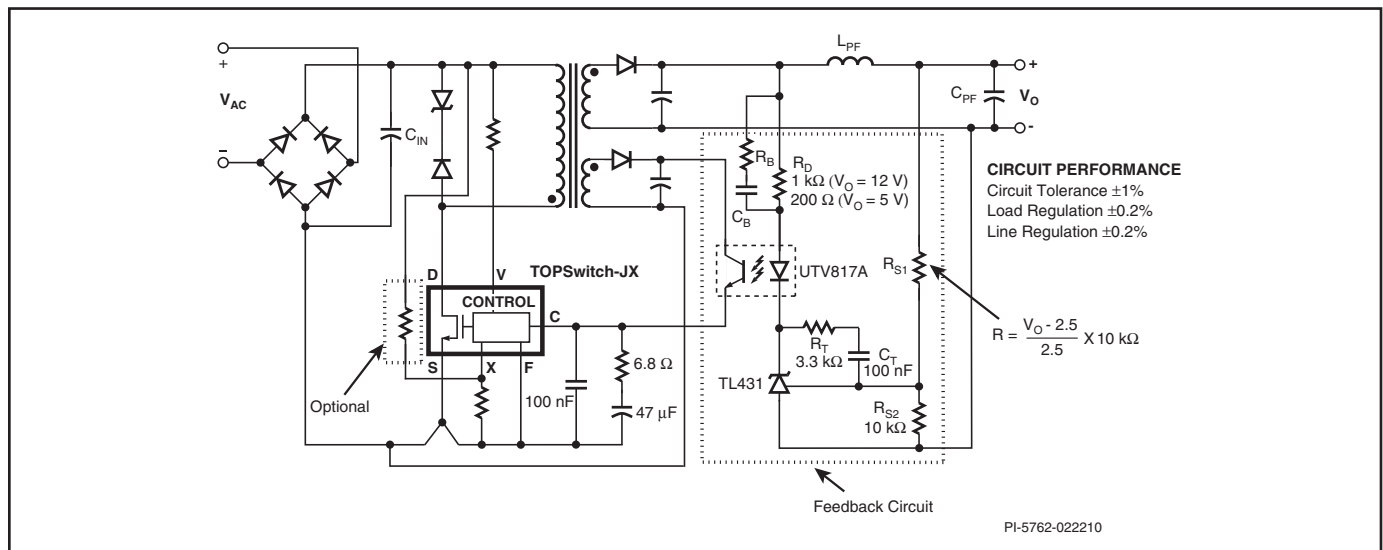 +
V_AC
−
C_IN
L_PF
+
C_PF
V_O
-
R_B
C_B
R_D
1 kΩ (V_O = 12 V)
200 Ω (V_O = 5 V)
CIRCUIT PERFORMANCE
Circuit Tolerance ±1%
Load Regulation ±0.2%
Line Regulation ±0.2%
D
V
TOPSwitch-JX
CONTROL
C
S
X
F
Optional
100 nF
6.8 Ω
47 µF
UTV817A
R_S1
R = (V_O - 2.5) / 2.5 X 10 kΩ
R_T
3.3 kΩ
C_T
100 nF
TL431
R_S2
10 kΩ
Feedback Circuit
PI-5762-022210